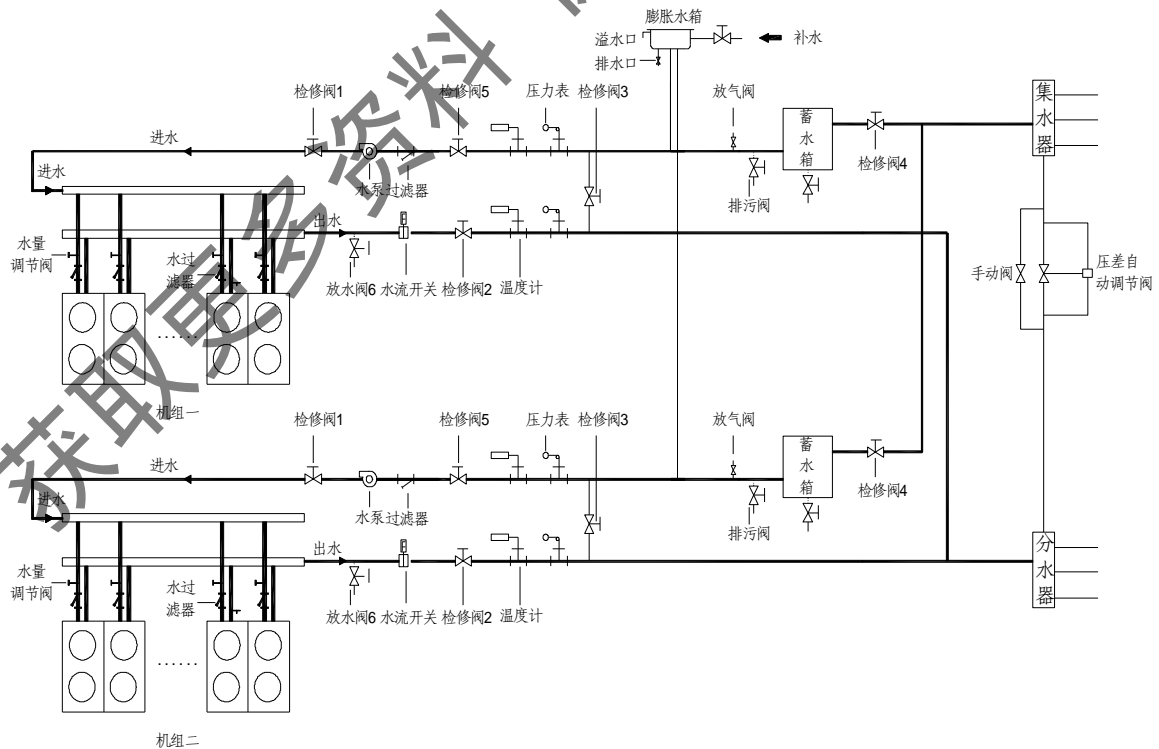 膨胀水箱
溢水口
补水
排水口
检修阀1
检修阀5
压力表
检修阀3
放气阀
蓄水箱
集水器
进水
检修阀4
进水
水泵
过滤器
排污阀
出水
水量调节阀
水过滤器
放水阀6
水流开关
检修阀2
温度计
手动阀
压差自动调节阀
……
机组一
检修阀1
检修阀5
压力表
检修阀3
放气阀
蓄水箱
进水
检修阀4
进水
水泵
过滤器
排污阀
出水
分水器
水量调节阀
水过滤器
放水阀6
水流开关
检修阀2
温度计
……
机组二
获取更多资料